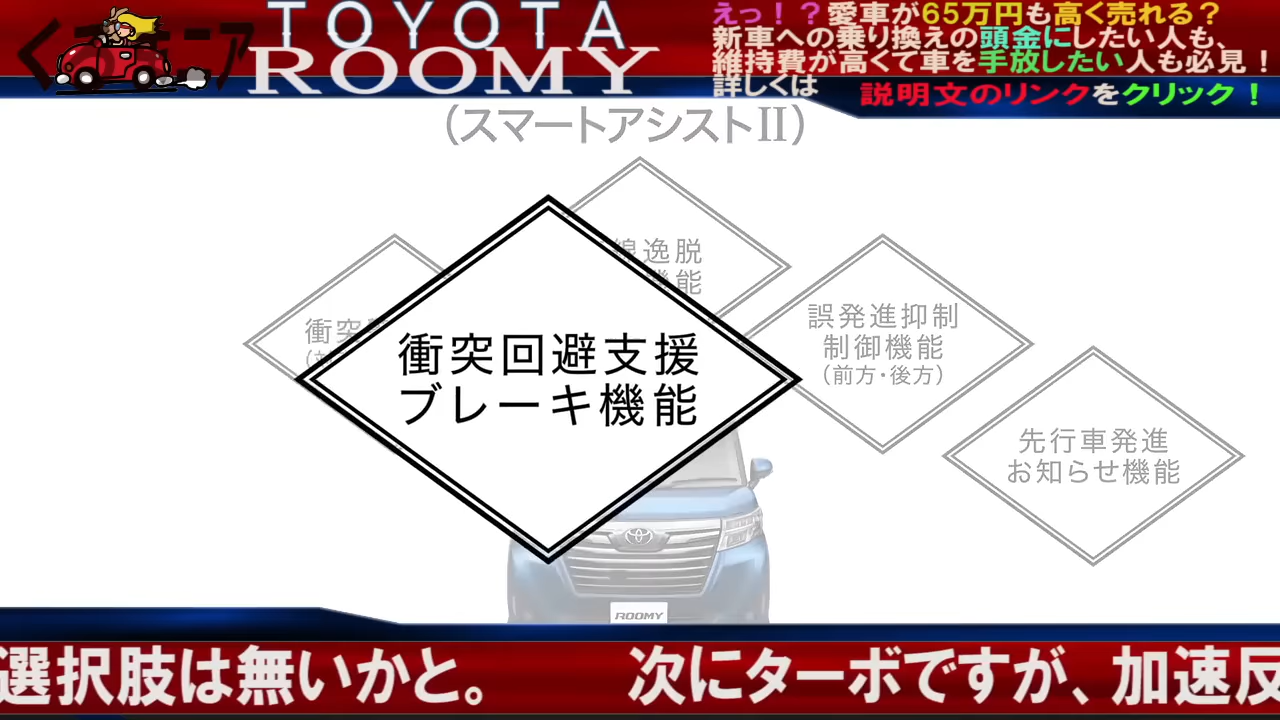 TOYOTA
ROOMY
えっ！？愛車が65万円も高く売れる？
新車への乗り換えの頭金にしたい人も、
維持費が高くて車を手放したい人も必見！
詳しくは 説明文のリンクをクリック！
（スマートアシストⅡ）
線逸脱
機能
衝突
衝突回避支援
ブレーキ機能
誤発進抑制
制御機能
（前方・後方）
先行車発進
お知らせ機能
ROOMY
選択肢は無いかと。 次にターボですが、加速反